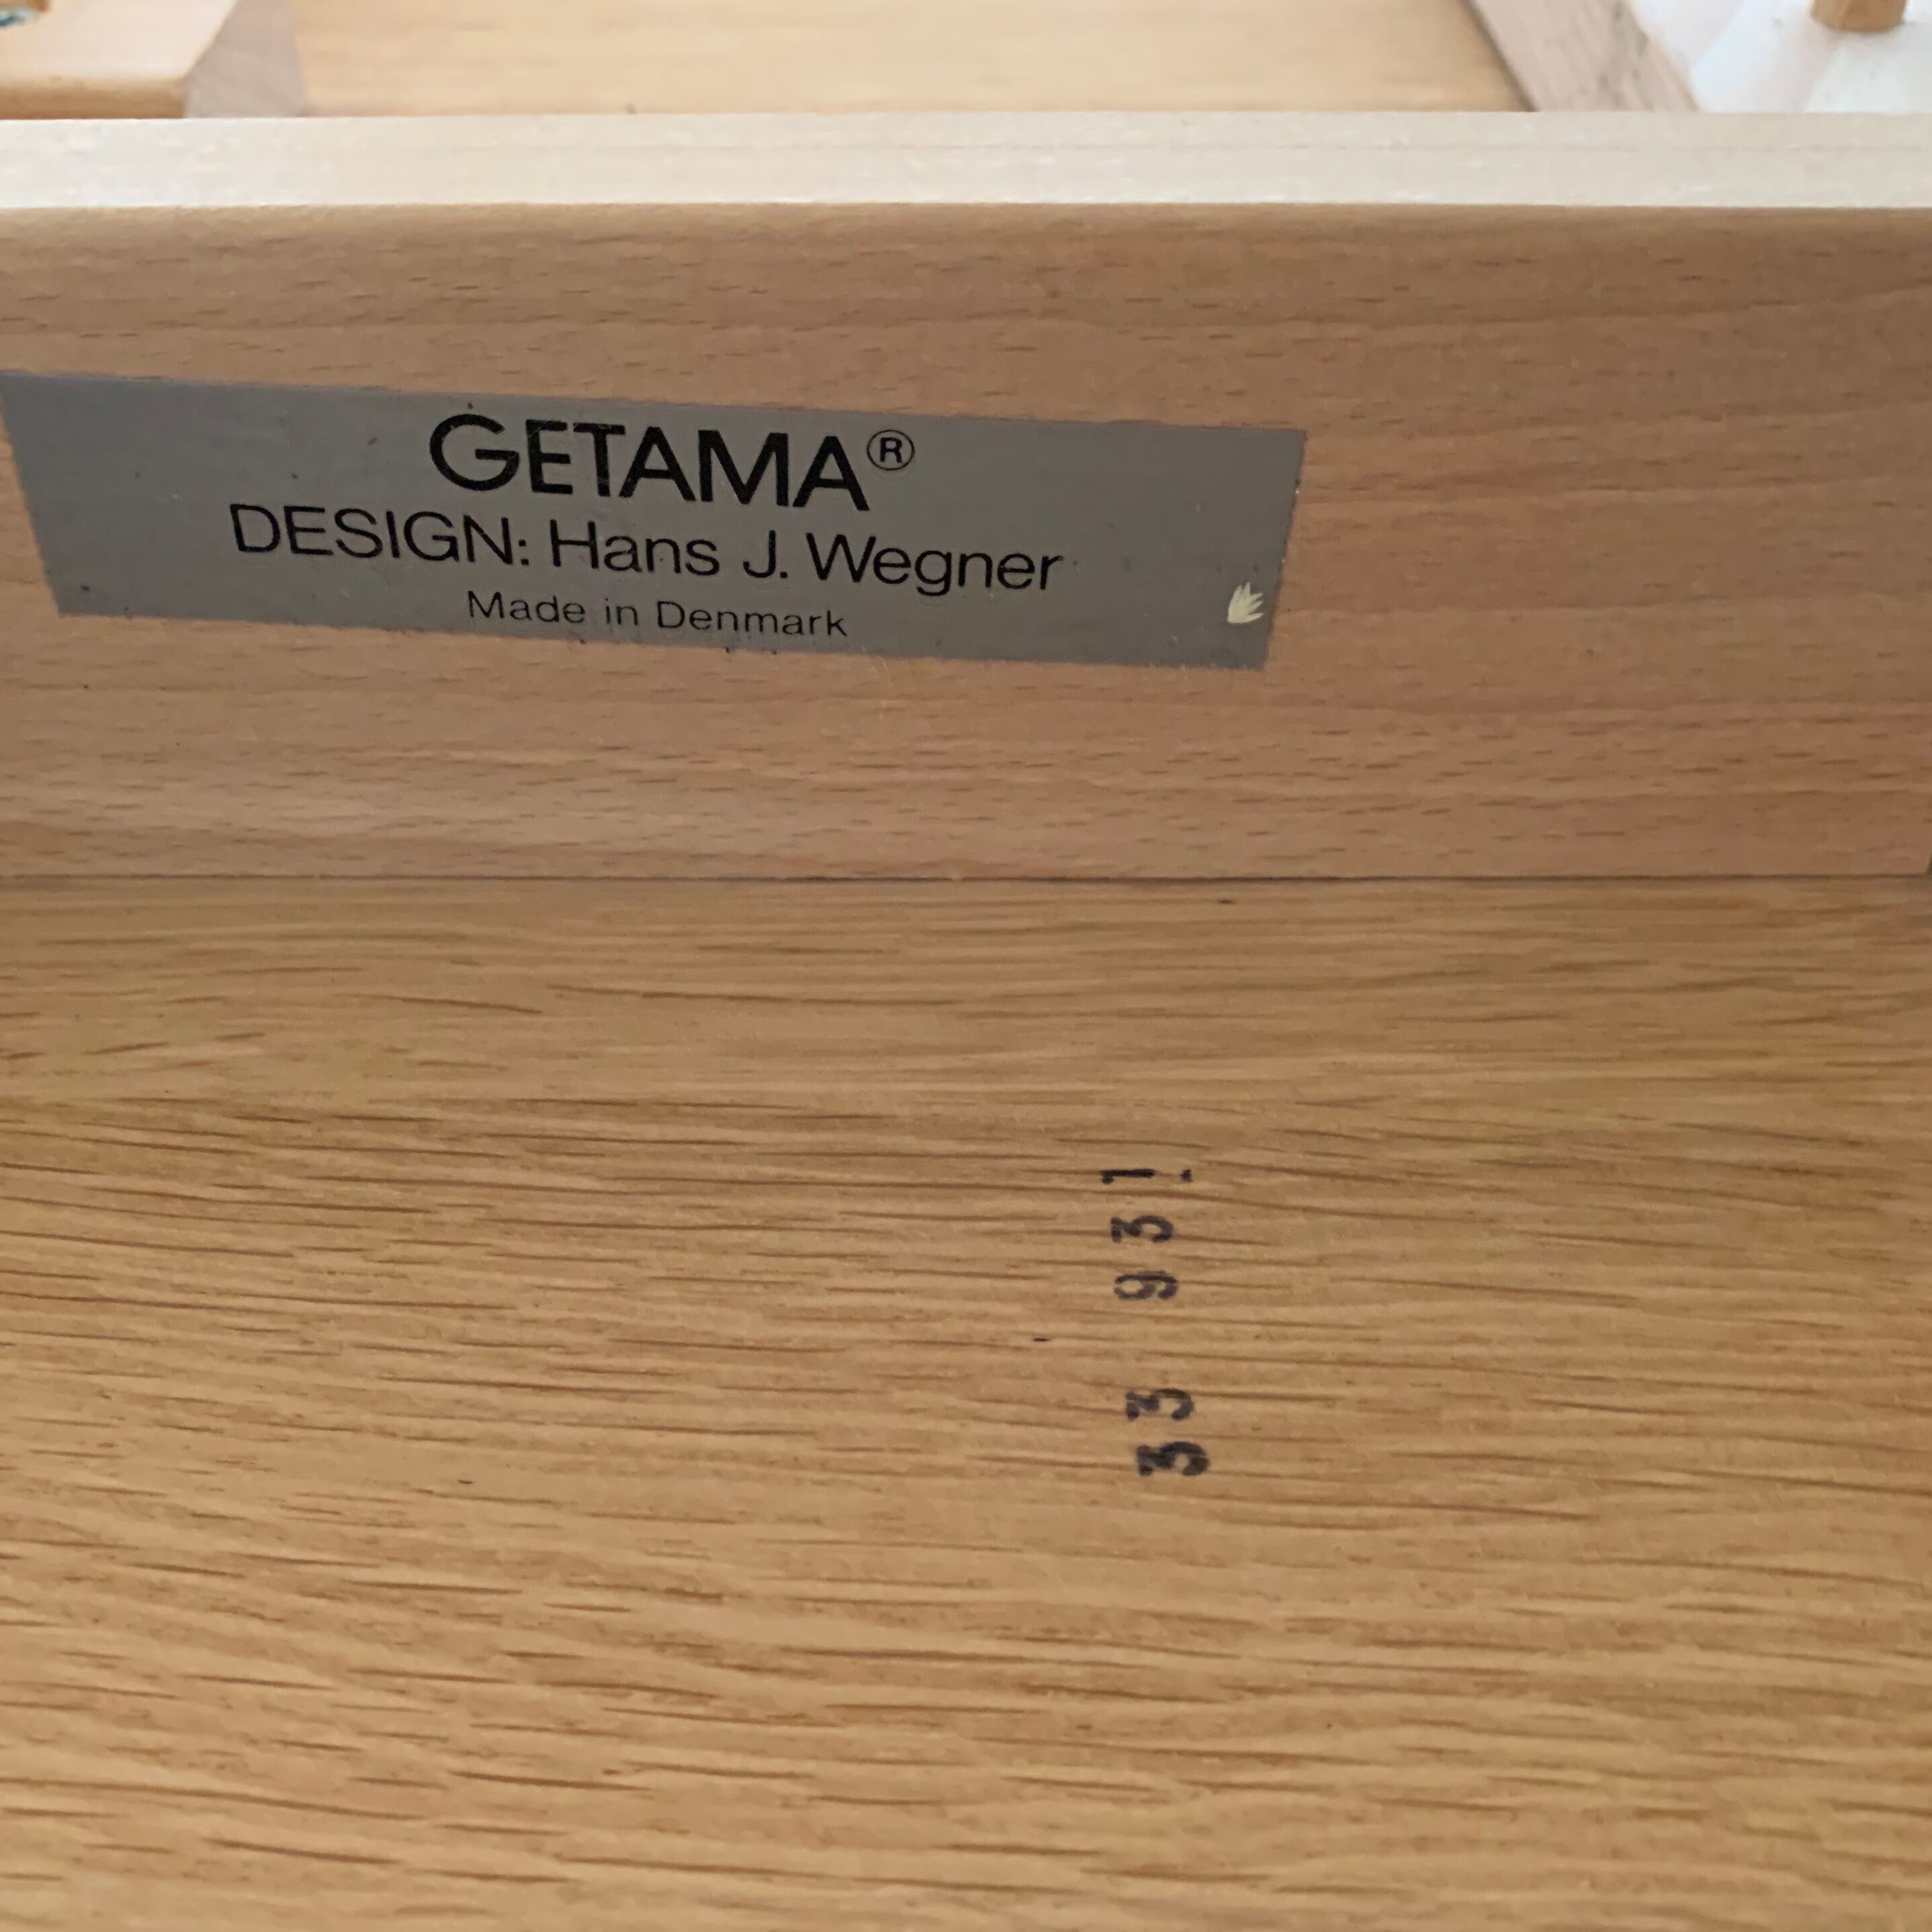 GETAMA®
DESIGN: Hans J. Wegner
Made in Denmark
33 931